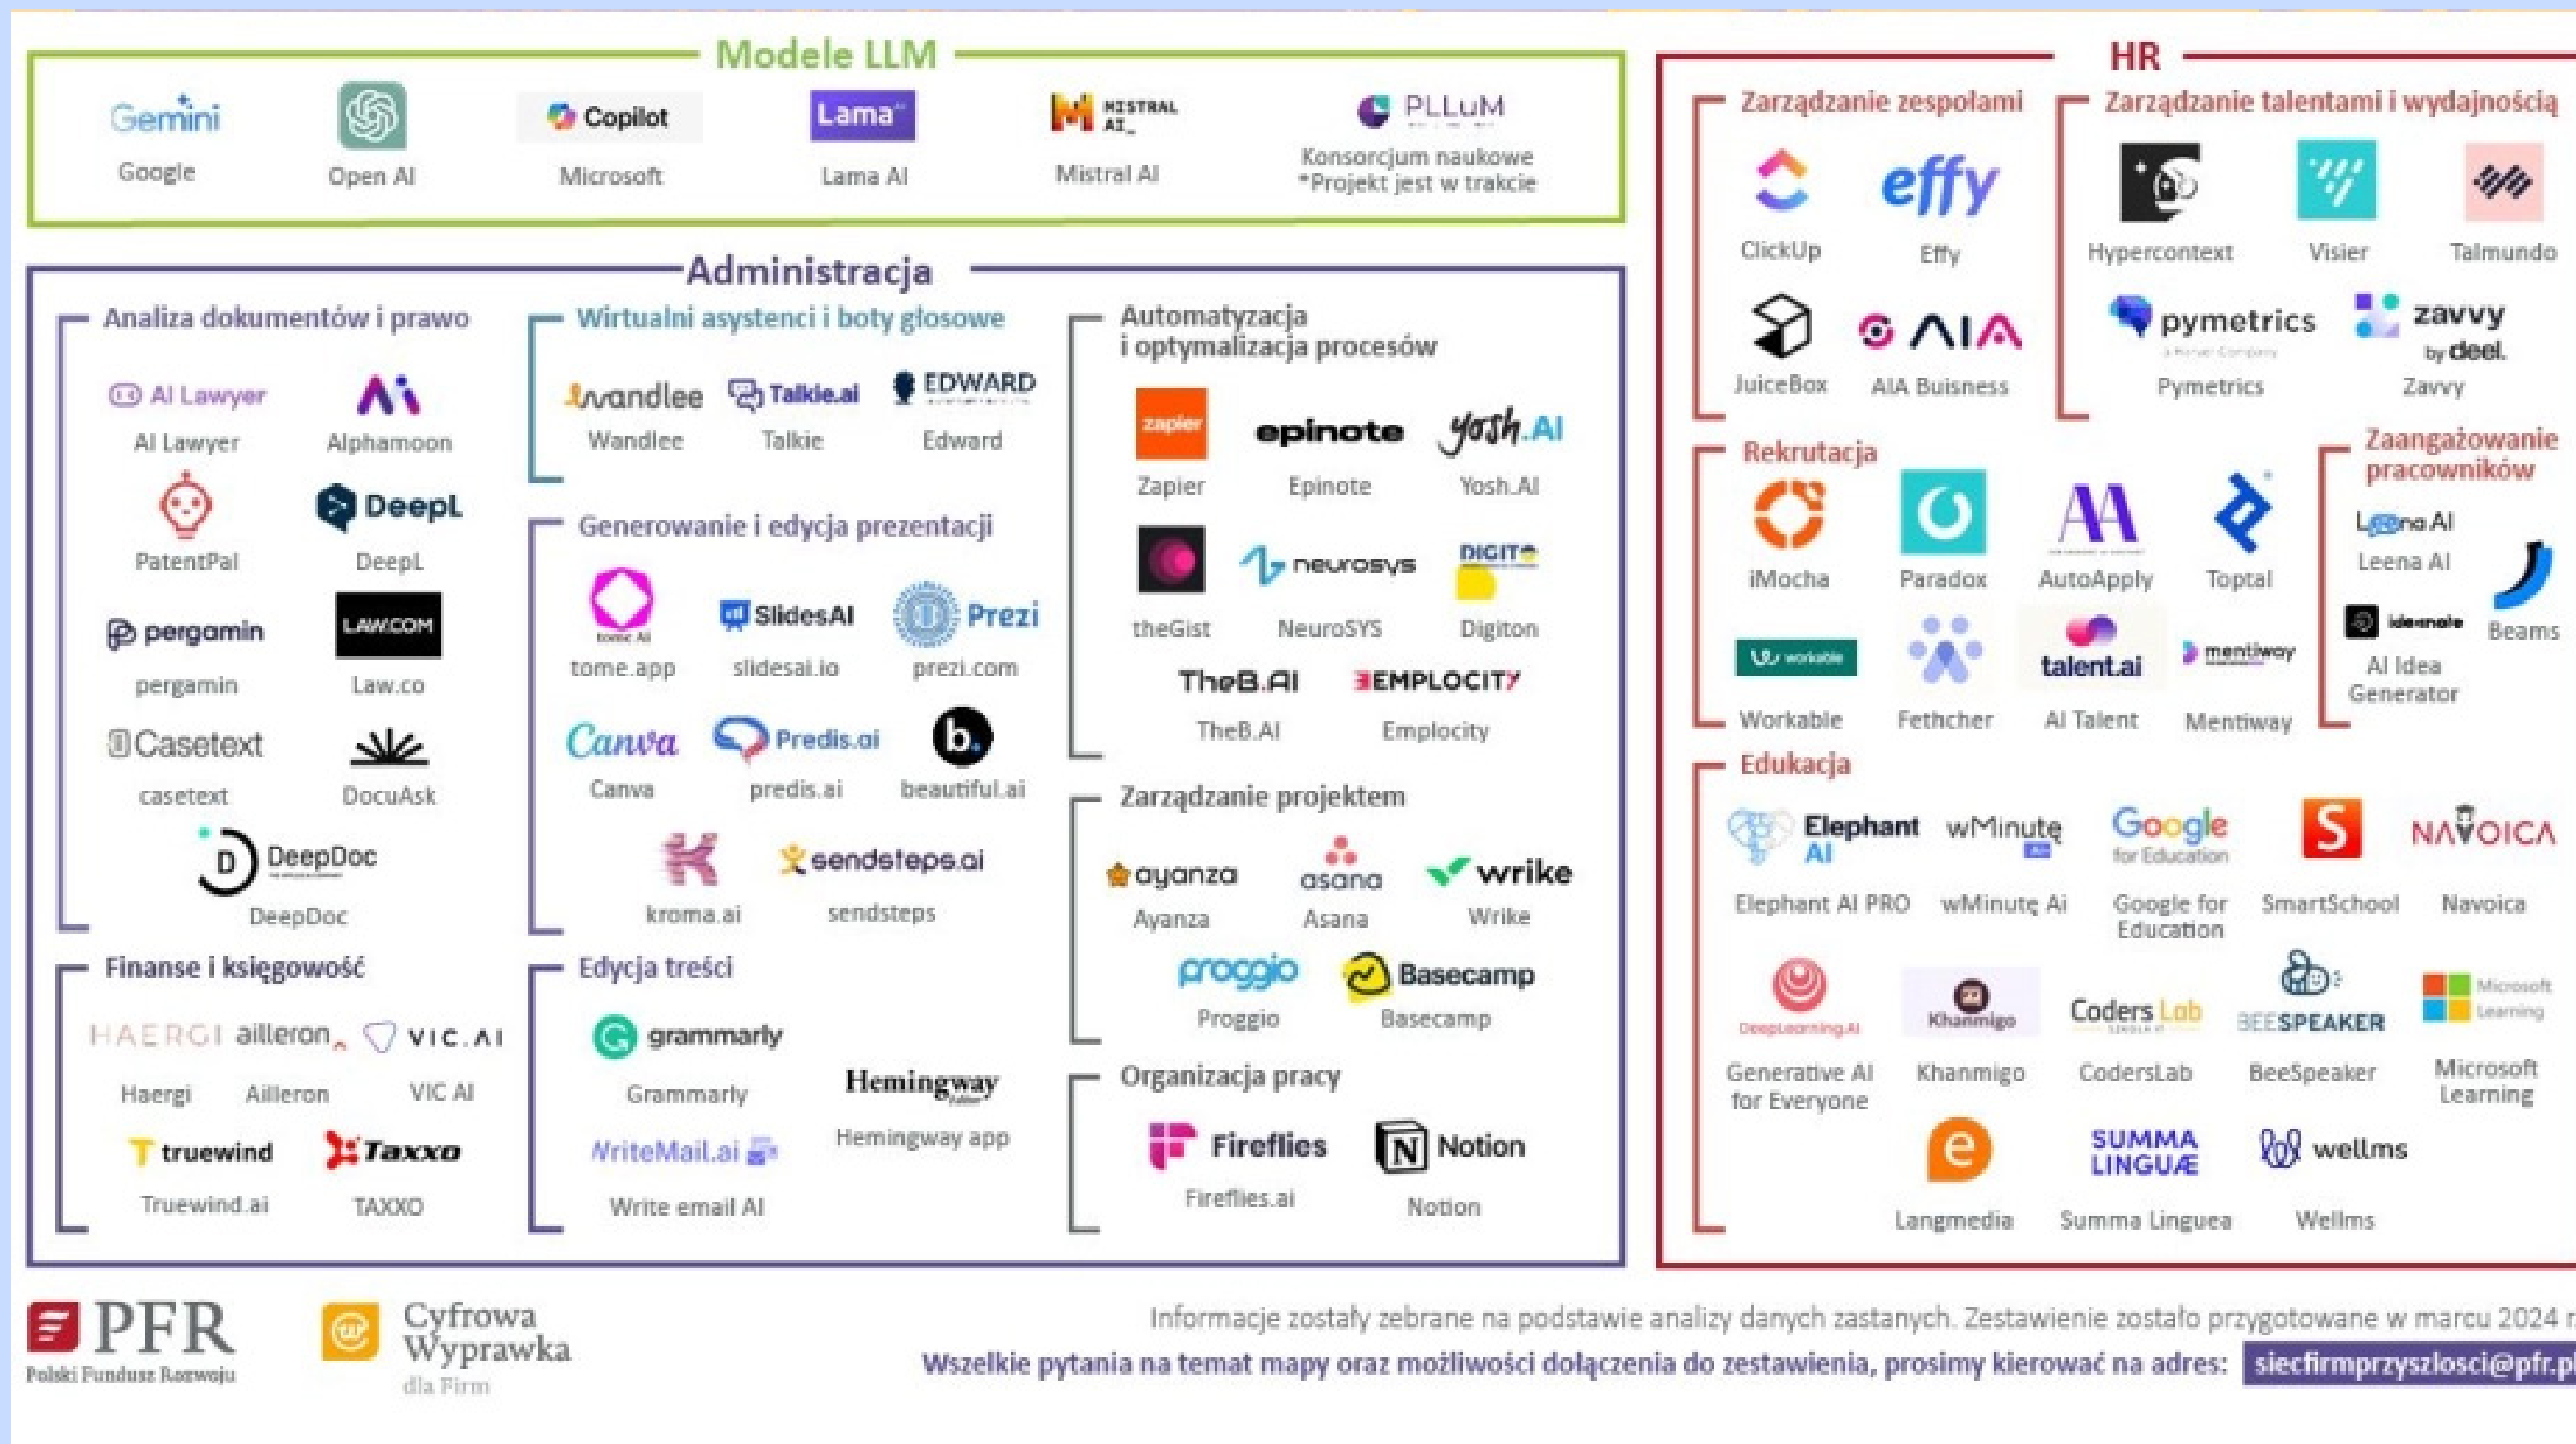 Modele LLM
Gemini
Google
Open AI
Copilot
Microsoft
Lama AI
Lama AI
MISTRAL
AI_
Mistral AI
PLLuM
Konsorcjum naukowe
*Projekt jest w trakcie
Administracja
Analiza dokumentów i prawo
AI Lawyer
AI Lawyer
Alphamoon
PatentPal
DeepL
DeepL
pergamin
pergamin
LAW.COM
Law.co
Casetext
casetext
DocuAsk
D DeepDoc
DeepDoc
Finanse i księgowość
HAERGI
Haergi
ailleron
Ailleron
VIC.AI
VIC AI
truewind
Truewind.ai
Taxxo
TAXXO
Wirtualni asystenci i boty głosowe
wandlee
Wandlee
Talkie.ai
Talkie
EDWARD
Edward
Generowanie i edycja prezentacji
tome AI
tome.app
SlidesAI
slidesai.io
Prezi
prezi.com
Canva
Canva
Predis.ai
predis.ai
b.
beautiful.ai
kroma.ai
sendsteps.ai
sendsteps
Edycja treści
grammarly
Grammarly
Hemingway
Editor
Hemingway app
WriteMail.ai
Write email AI
Automatyzacja
i optymalizacja procesów
zapier
Zapier
epinote
Epinote
yosh.AI
Yosh.AI
theGist
neurosys
NeuroSYS
DIGITO
Digiton
TheB.AI
TheB.AI
EMPLOCITY
Emplocity
Zarządzanie projektem
ayanza
Ayanza
asana
Asana
wrike
Wrike
proggio
Proggio
Basecamp
Basecamp
Organizacja pracy
Fireflies
Fireflies.ai
Notion
Notion
HR
Zarządzanie zespołami
ClickUp
effy
Effy
JuiceBox
AIA
AIA Buisness
Zarządzanie talentami i wydajnością
Hypercontext
Visier
Talmundo
pymetrics
a Harver Company
Pymetrics
zavvy
by deel.
Zavvy
Rekrutacja
iMocha
Paradox
AA
AutoApply
Toptal
workable
Workable
Fethcher
talent.ai
AI Talent
mentiway
Mentiway
Zaangażowanie
pracowników
Leena AI
Leena AI
Beams
ideanote
AI Idea
Generator
Edukacja
Elephant
AI
Elephant AI PRO
wMinutę
wMinutę Ai
Google
for Education
Google for
Education
S
SmartSchool
NAVOICA
Navoica
DeepLearning.AI
Generative AI
for Everyone
Khanmigo
Khanmigo
Coders Lab
CodersLab
BEESPEAKER
BeeSpeaker
Microsoft
Learning
Microsoft
Learning
e
Langmedia
SUMMA
LINGUÆ
Summa Linguea
wellms
Wellms
PFR
Polski Fundusz Rozwoju
Cyfrowa
Wyprawka
dla Firm
Informacje zostały zebrane na podstawie analizy danych zastanych. Zestawienie zostało przygotowane w marcu 2024 r.
Wszelkie pytania na temat mapy oraz możliwości dołączenia do zestawienia, prosimy kierować na adres: siecfirmprzyszlosci@pfr.pl